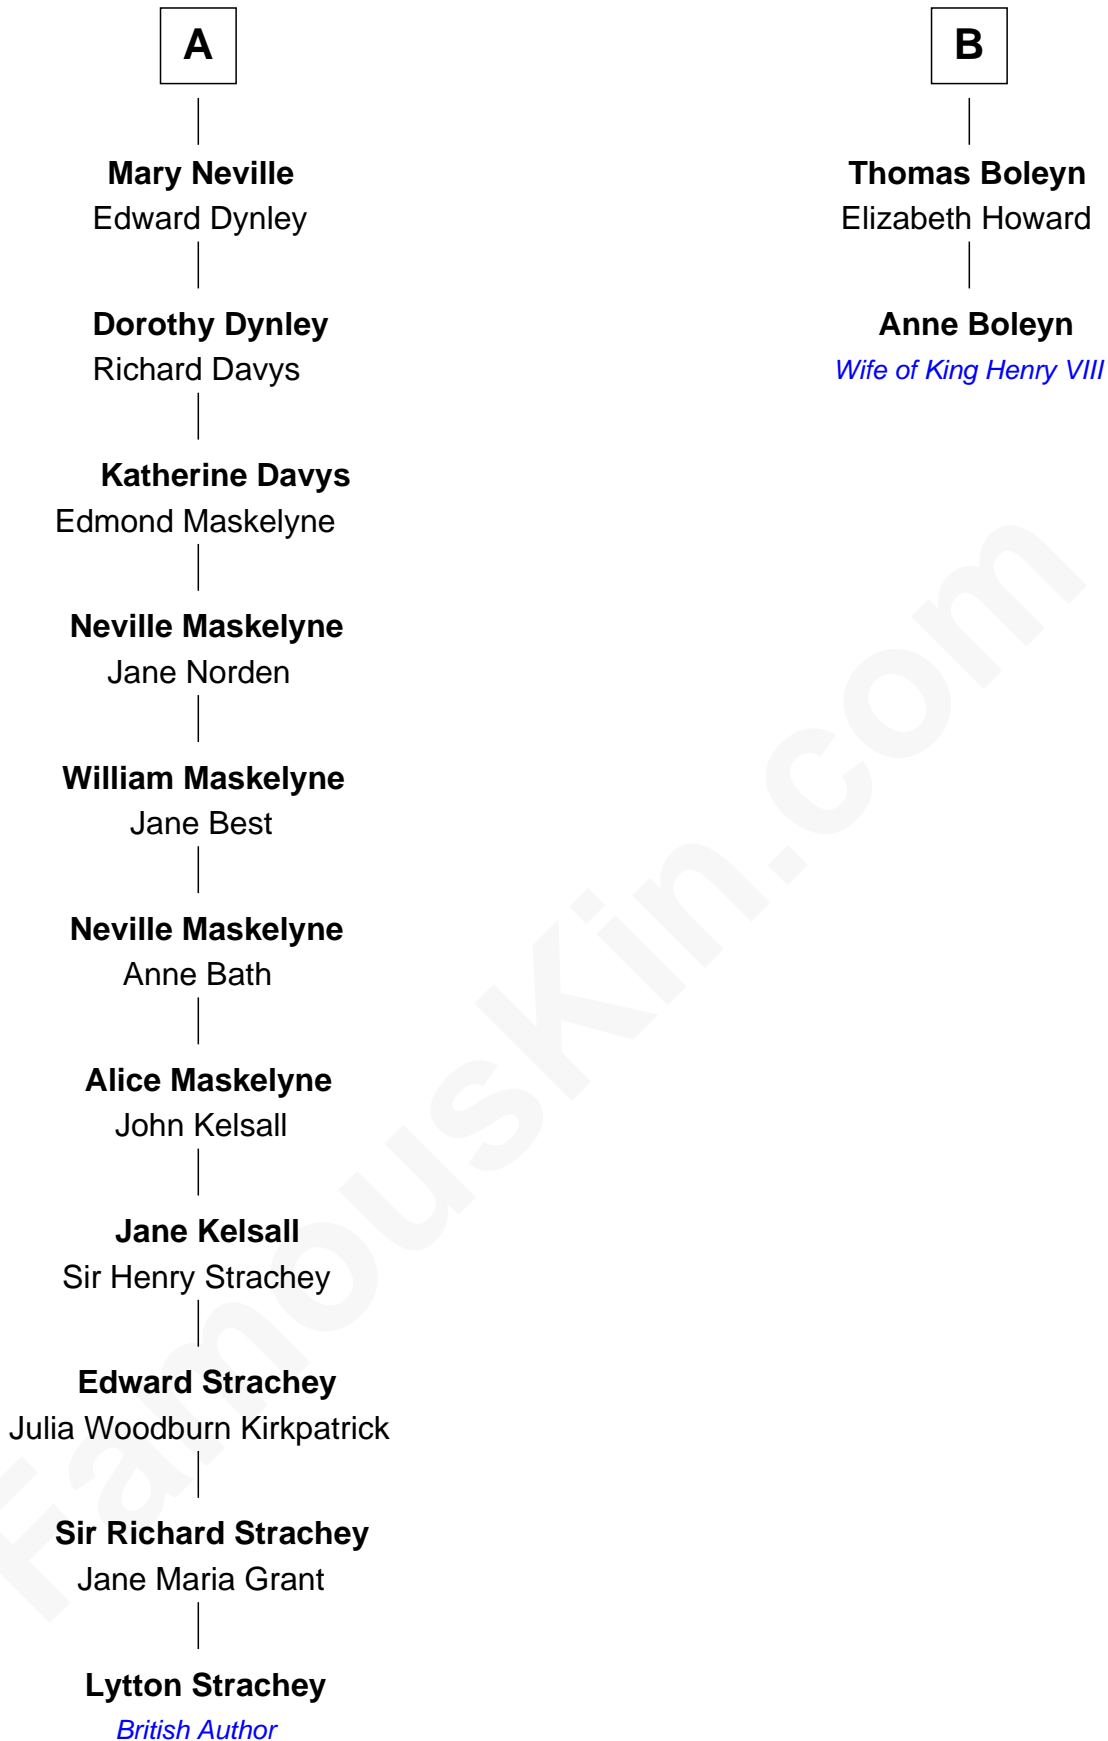 A
Mary Neville
Edward Dynley
Dorothy Dynley
Richard Davys
Katherine Davys
Edmond Maskelyne
Neville Maskelyne
Jane Norden
William Maskelyne
Jane Best
Neville Maskelyne
Anne Bath
Alice Maskelyne
John Kelsall
Jane Kelsall
Sir Henry Strachey
Edward Strachey
Julia Woodburn Kirkpatrick
Sir Richard Strachey
Jane Maria Grant
Lytton Strachey
British Author
B
Thomas Boleyn
Elizabeth Howard
Anne Boleyn
Wife of King Henry VIII
FamousKin.com